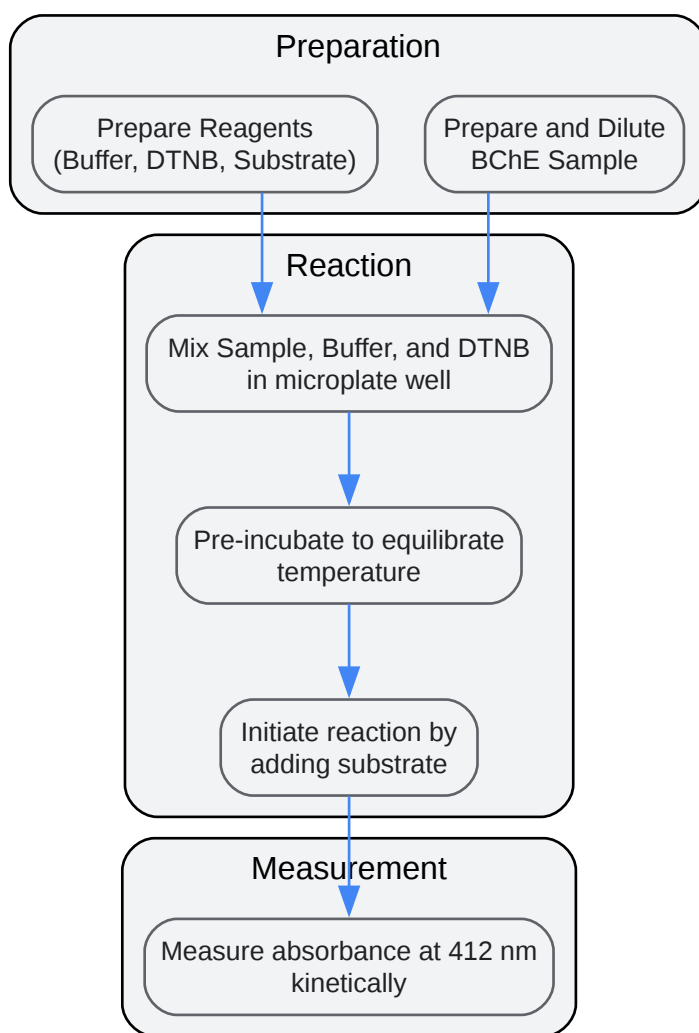 Preparation
Prepare Reagents
(Buffer, DTNB, Substrate)
Prepare and Dilute
BChE Sample
Reaction
Mix Sample, Buffer, and DTNB
in microplate well
Pre-incubate to equilibrate
temperature
Initiate reaction by
adding substrate
Measurement
Measure absorbance at 412 nm
kinetically